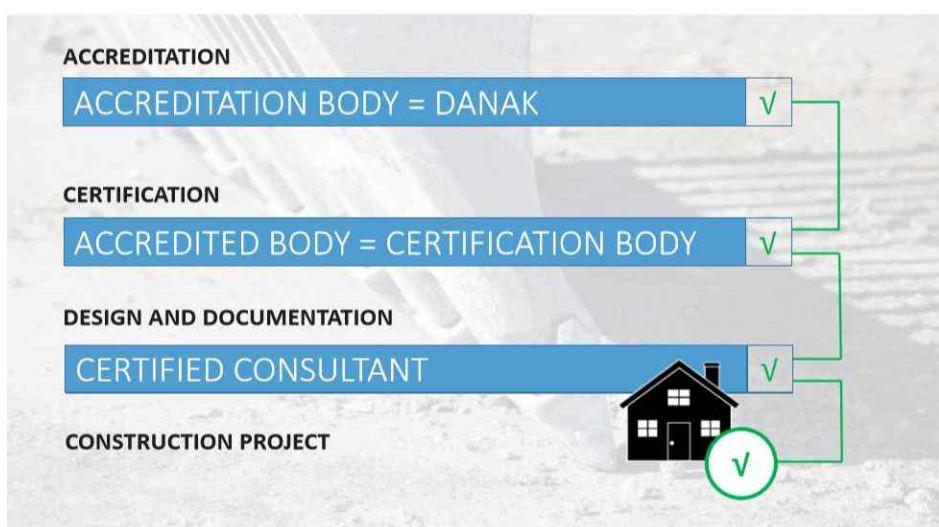 ACCREDITATION
ACCREDITATION BODY = DANAK
√
CERTIFICATION
ACCREDITED BODY = CERTIFICATION BODY
√
DESIGN AND DOCUMENTATION
CERTIFIED CONSULTANT
√
CONSTRUCTION PROJECT
√